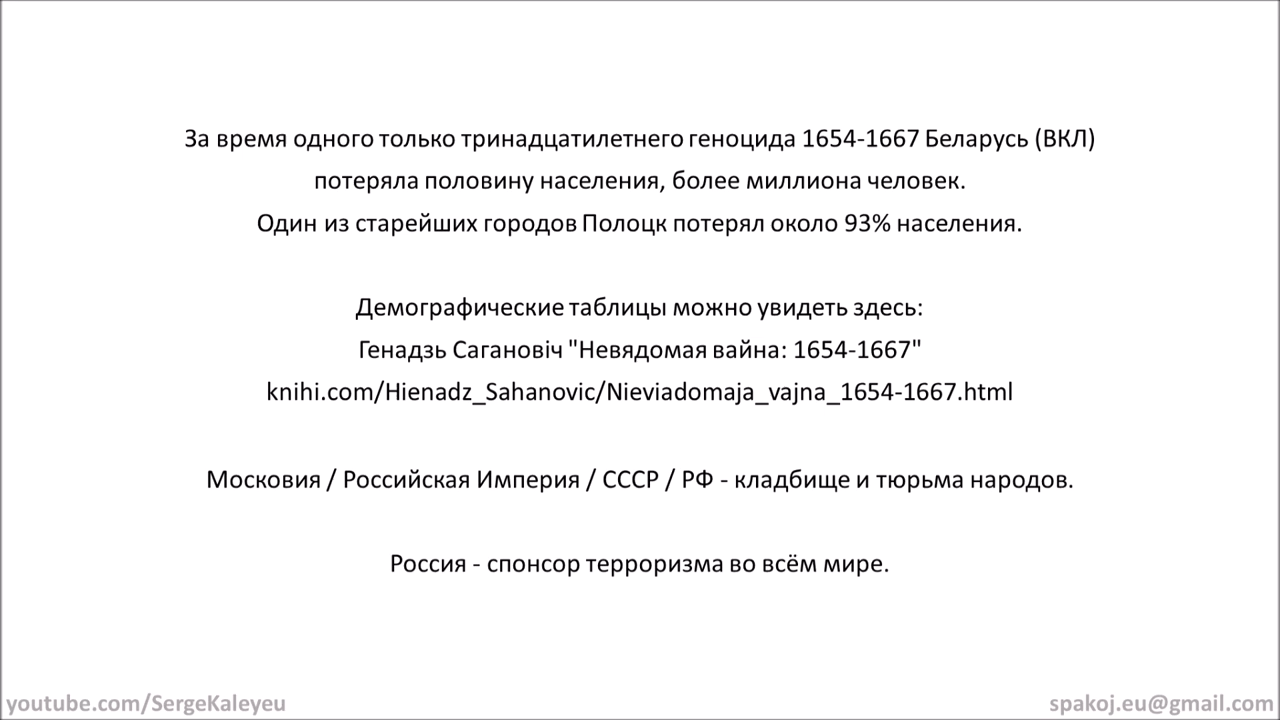 За время одного только тринадцатилетнего геноцида 1654-1667 Беларусь (ВКЛ)
потеряла половину населения, более миллиона человек.
Один из старейших городов Полоцк потерял около 93% населения.
Демографические таблицы можно увидеть здесь:
Генадзь Сагановіч "Невядомая вайна: 1654-1667"
knihi.com/Hienadz_Sahanovic/Nieviadomaja_vajna_1654-1667.html
Московия / Российская Империя / СССР / РФ - кладбище и тюрьма народов.
Россия - спонсор терроризма во всём мире.
youtube.com/SergeKaleyeu
spakoj.eu@gmail.com